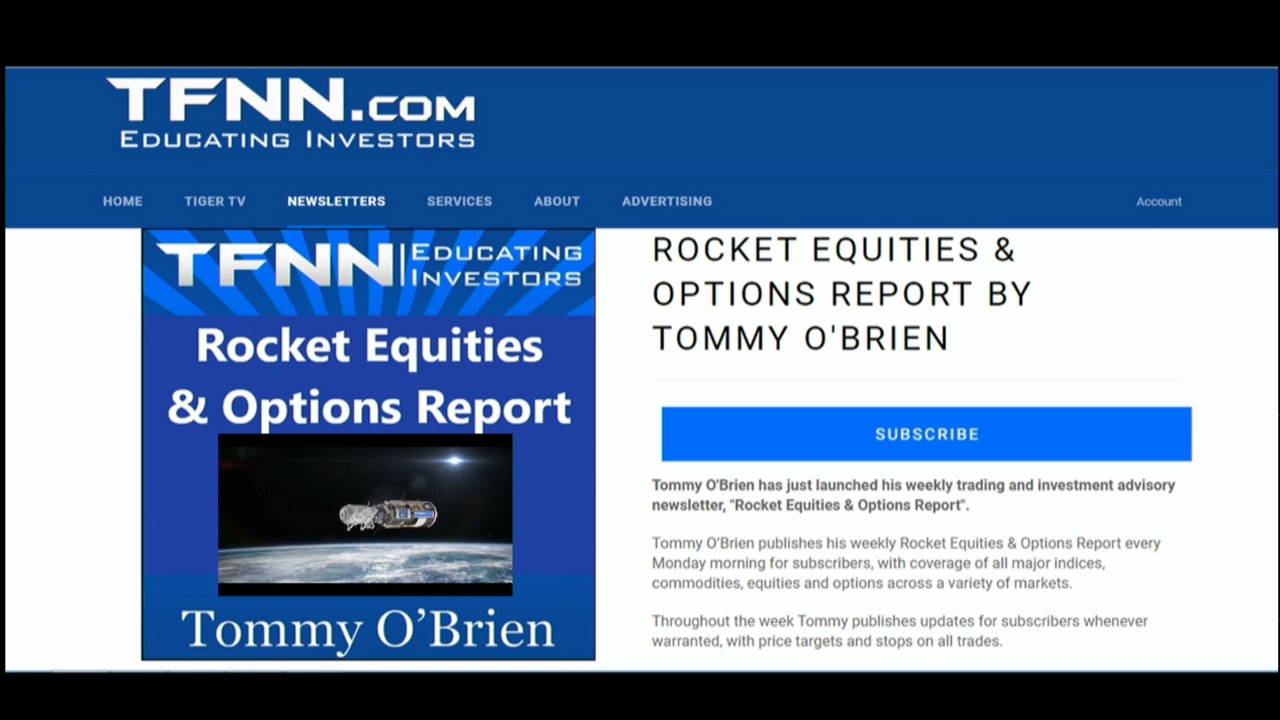 TFNN.COM
EDUCATING INVESTORS
HOME TIGER TV NEWSLETTERS SERVICES ABOUT ADVERTISING Account
TFNN EDUCATING
INVESTORS
Rocket Equities
& Options Report
Tommy O’Brien
ROCKET EQUITIES &
OPTIONS REPORT BY
TOMMY O'BRIEN
SUBSCRIBE
Tommy O'Brien has just launched his weekly trading and investment advisory
newsletter, "Rocket Equities & Options Report".
Tommy O’Brien publishes his weekly Rocket Equities & Options Report every
Monday morning for subscribers, with coverage of all major indices,
commodities, equities and options across a variety of markets.
Throughout the week Tommy publishes updates for subscribers whenever
warranted, with price targets and stops on all trades.